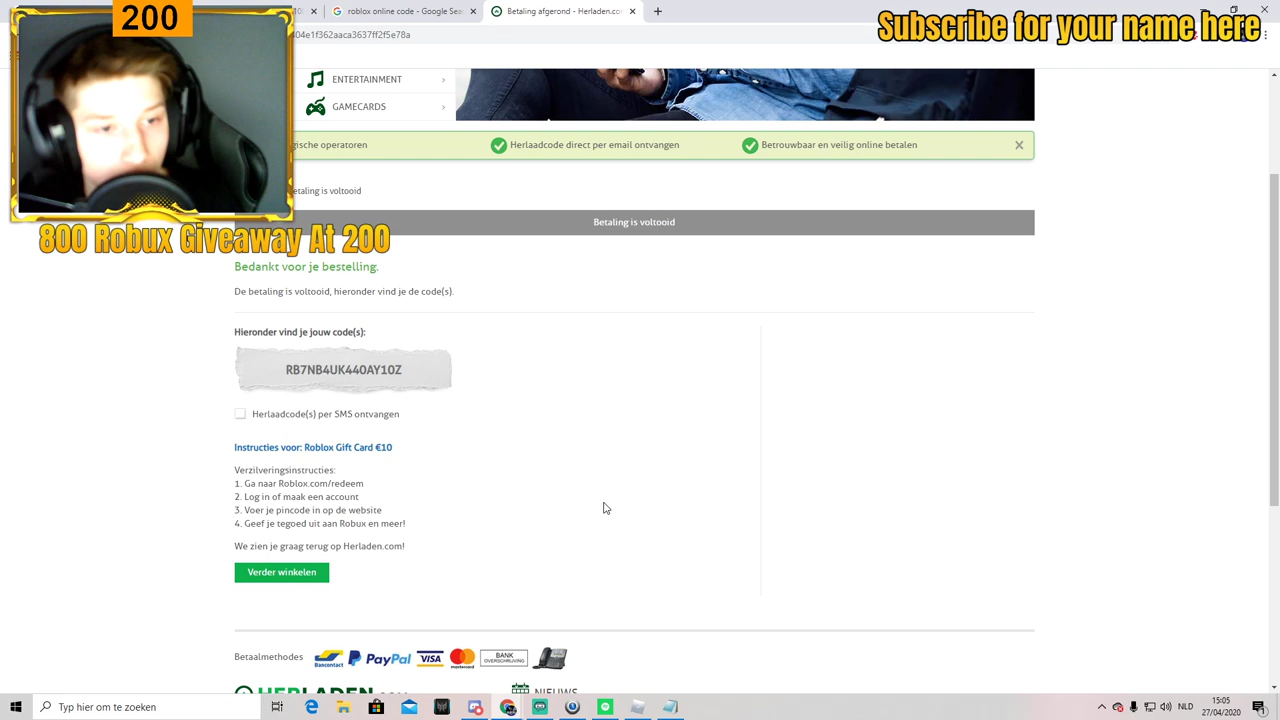 200
Subscribe for your name here
roblox online code - Google Sea
Betaling afgerond - Herladen.com
804e1f362aaca3637ff2f5e78a
ENTERTAINMENT
GAMECARDS
gische operatoren
Herlaadcode direct per email ontvangen
Betrouwbaar en veilig online betalen
etaling is voltooid
Betaling is voltooid
800 Robux Giveaway At 200
Bedankt voor je bestelling.
De betaling is voltooid, hieronder vind je de code(s).
Hieronder vind je jouw code(s):
RB7NB4UK44OAY10Z
Herlaadcode(s) per SMS ontvangen
Instructies voor: Roblox Gift Card €10
Verzilveringsinstructies:
1. Ga naar Roblox.com/redeem
2. Log in of maak een account
3. Voer je pincode in op de website
4. Geef je tegoed uit aan Robux en meer!
We zien je graag terug op Herladen.com!
Verder winkelen
Betaalmethodes
Bancontact
PayPal
VISA
mastercard
BANK
OVERSCHRIJVING
HERLADEN.COM
NIEUWS
Typ hier om te zoeken
NLD
15:05
27/04/2020